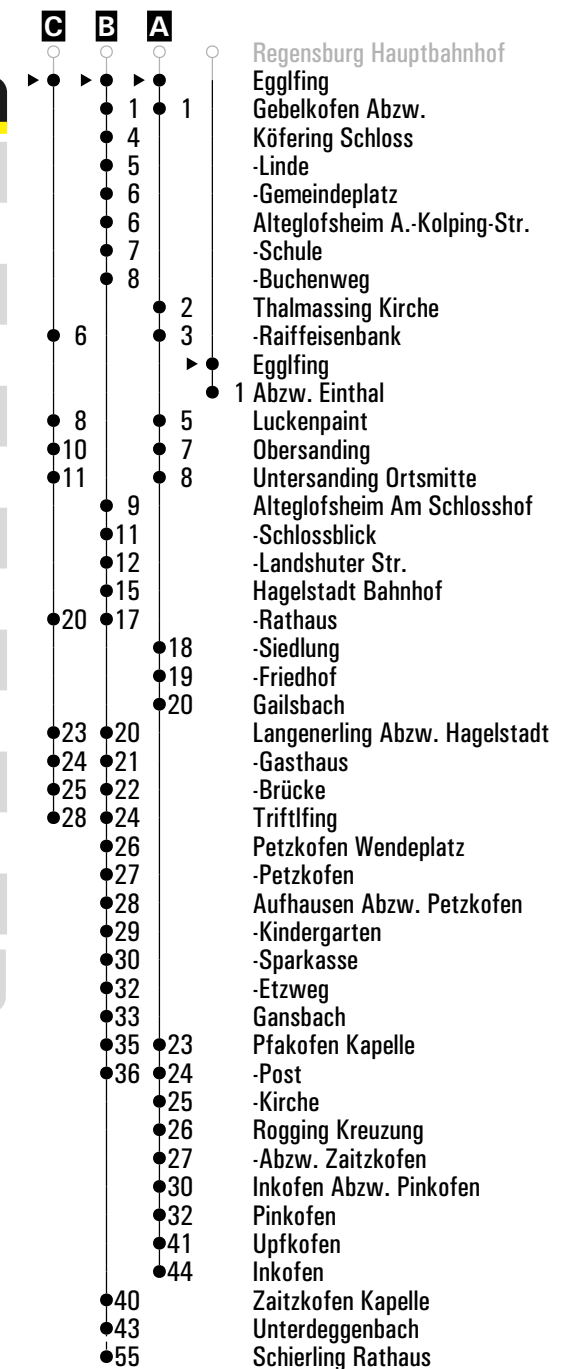 C B A
Regensburg Hauptbahnhof
Egglfing
1 1 Gebelkofen Abzw.
4 Köfering Schloss
5 -Linde
6 -Gemeindeplatz
6 Alteglofsheim A.-Kolping-Str.
7 -Schule
8 -Buchenweg
2 Thalmassing Kirche
6 3 -Raiffeisenbank
Egglfing
1 Abzw. Einthal
8 5 Luckenpaint
10 7 Obersanding
11 8 Untersanding Ortsmitte
9 Alteglofsheim Am Schlosshof
11 -Schlossblick
12 -Landshuter Str.
15 Hagelstadt Bahnhof
20 17 -Rathaus
18 -Siedlung
19 -Friedhof
20 Gailsbach
23 20 Langenerling Abzw. Hagelstadt
24 21 -Gasthaus
25 22 -Brücke
28 24 Triftlfing
26 Petzkofen Wendeplatz
27 -Petzkofen
28 Aufhausen Abzw. Petzkofen
29 -Kindergarten
30 -Sparkasse
32 -Etzweg
33 Gansbach
35 23 Pfakofen Kapelle
36 24 -Post
25 -Kirche
26 Rogging Kreuzung
27 -Abzw. Zaitzkofen
30 Inkofen Abzw. Pinkofen
32 Pinkofen
41 Upfkofen
44 Inkofen
40 Zaitzkofen Kapelle
43 Unterdeggenbach
55 Schierling Rathaus